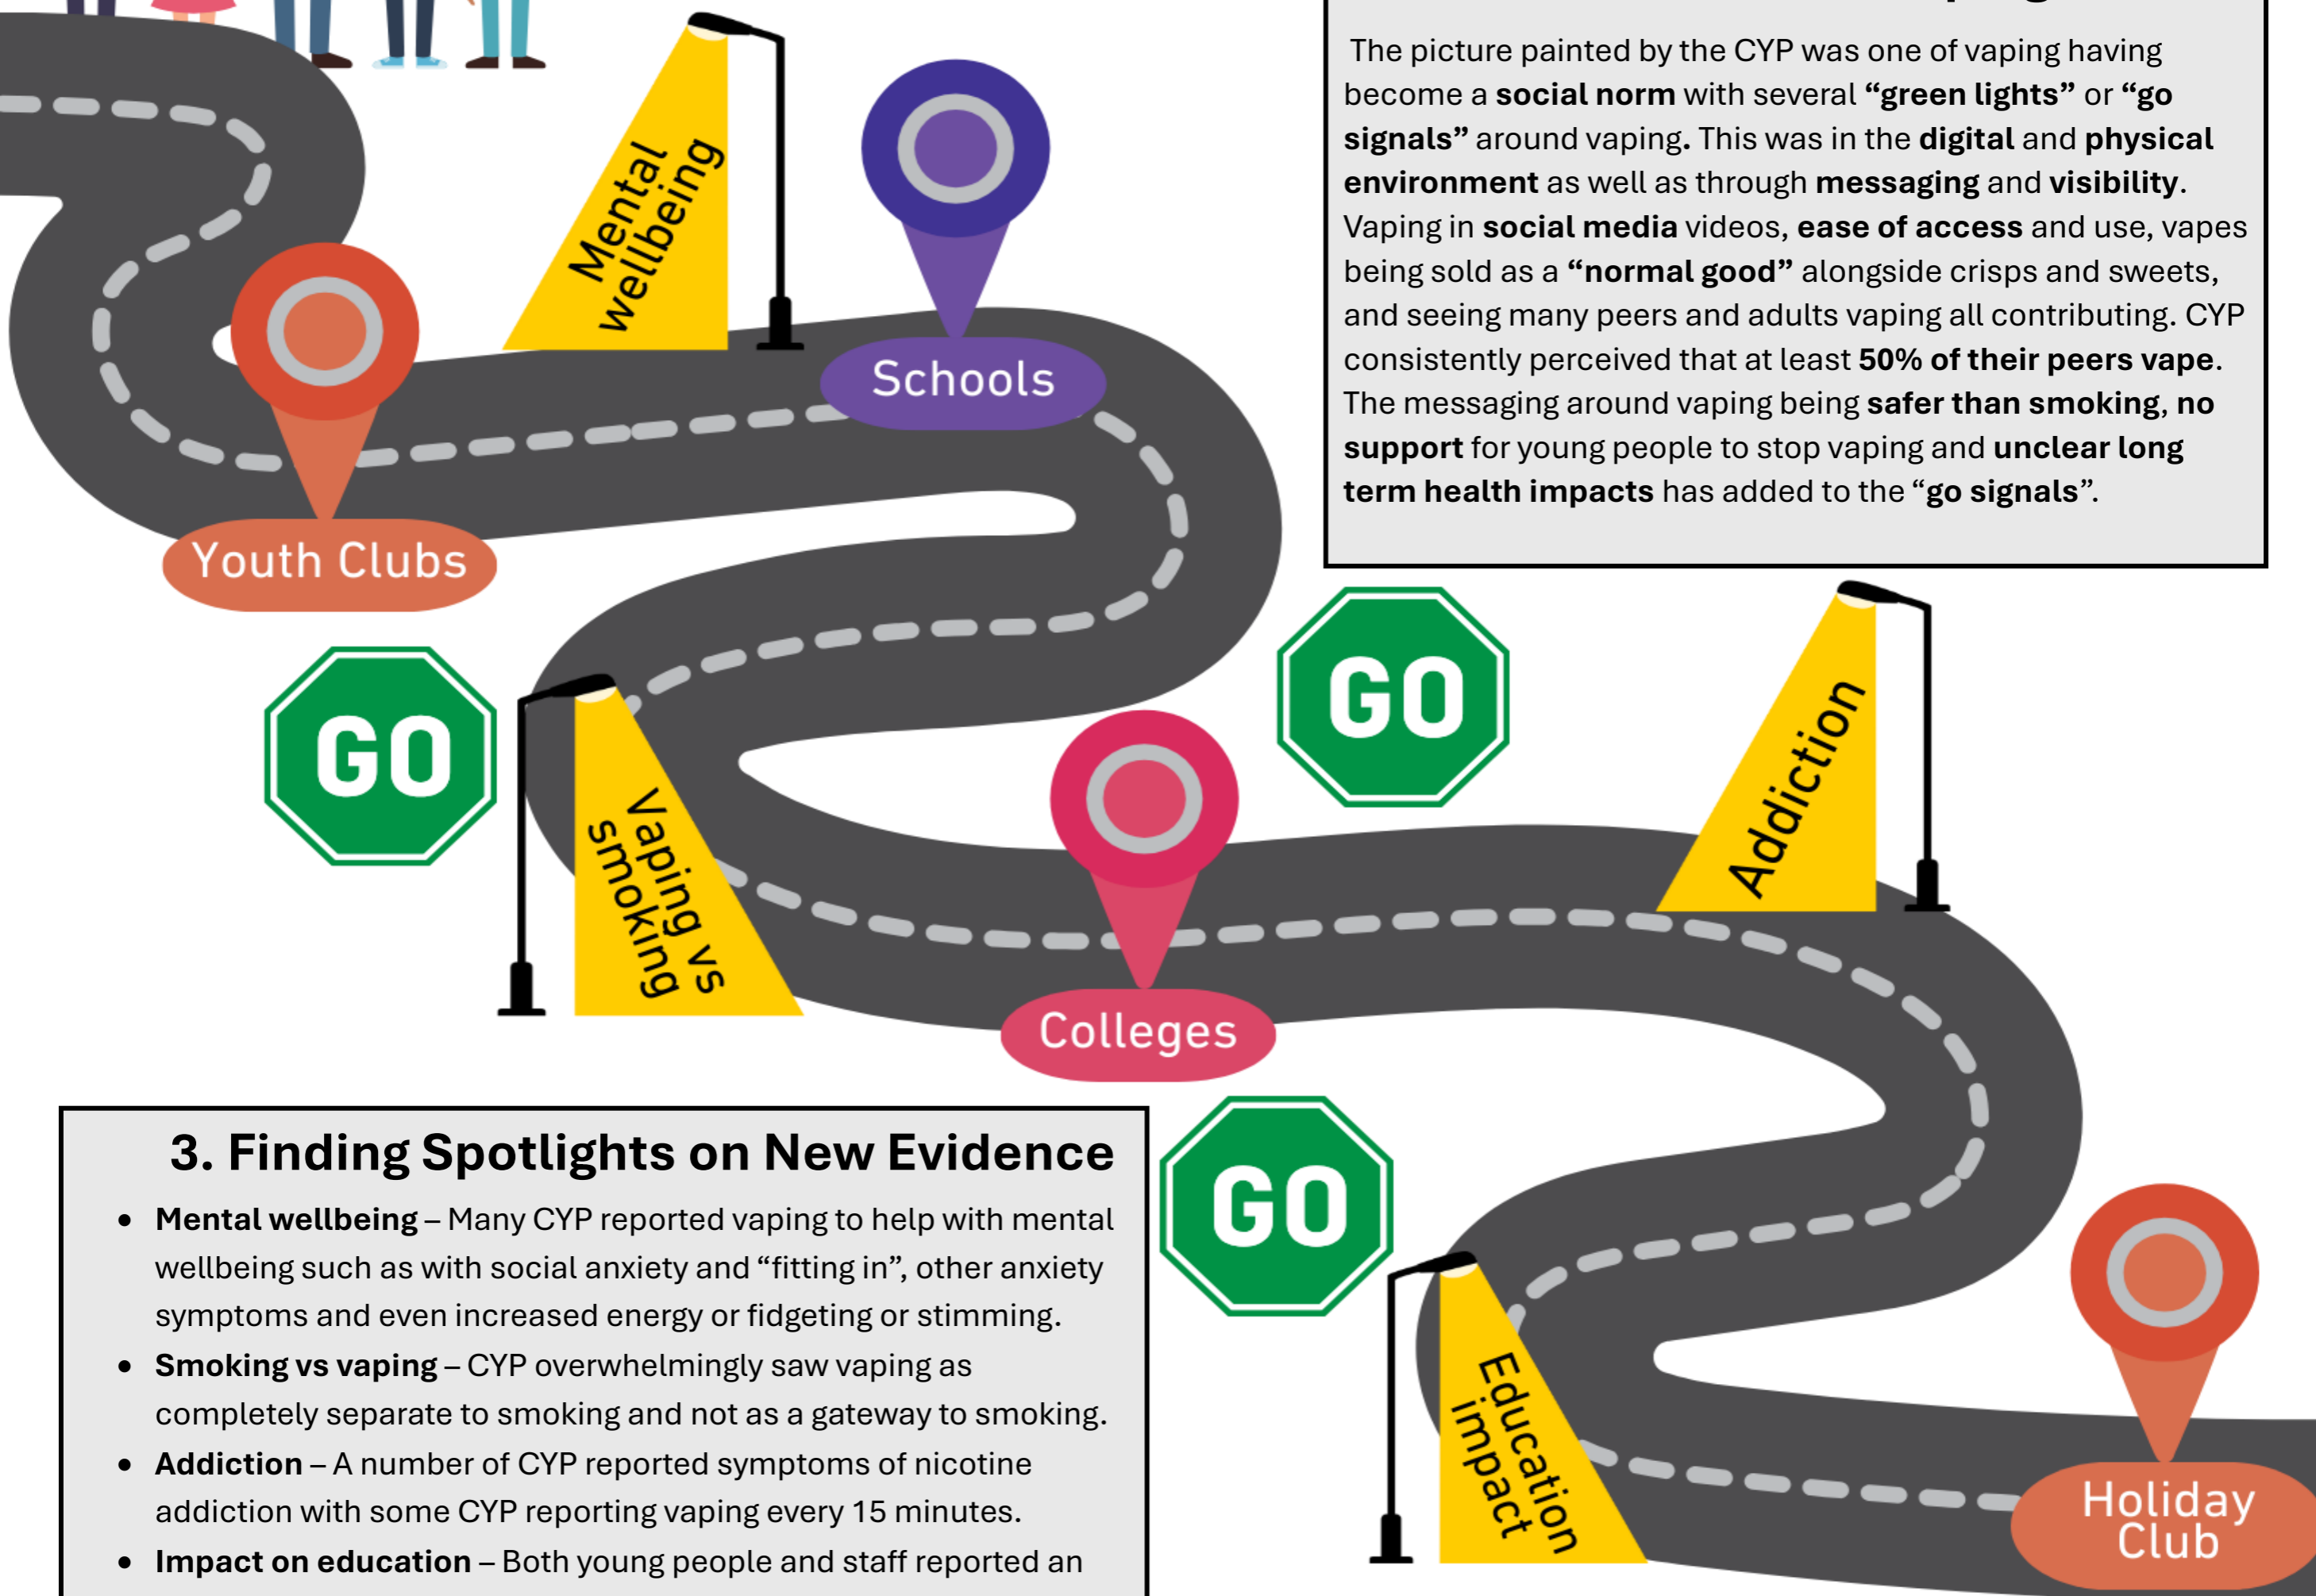 The picture painted by the CYP was one of vaping having
become a social norm with several “green lights” or “go
signals” around vaping. This was in the digital and physical
environment as well as through messaging and visibility.
Vaping in social media videos, ease of access and use, vapes
being sold as a “normal good” alongside crisps and sweets,
and seeing many peers and adults vaping all contributing. CYP
consistently perceived that at least 50% of their peers vape.
The messaging around vaping being safer than smoking, no
support for young people to stop vaping and unclear long
term health impacts has added to the “go signals”.
Mental
wellbeing
Schools
Youth Clubs
GO
GO
Vaping vs
smoking
Addiction
Colleges
GO
3. Finding Spotlights on New Evidence
• Mental wellbeing – Many CYP reported vaping to help with mental
wellbeing such as with social anxiety and “fitting in”, other anxiety
symptoms and even increased energy or fidgeting or stimming.
• Smoking vs vaping – CYP overwhelmingly saw vaping as
completely separate to smoking and not as a gateway to smoking.
• Addiction – A number of CYP reported symptoms of nicotine
addiction with some CYP reporting vaping every 15 minutes.
• Impact on education – Both young people and staff reported an
Education
impact
Holiday
Club